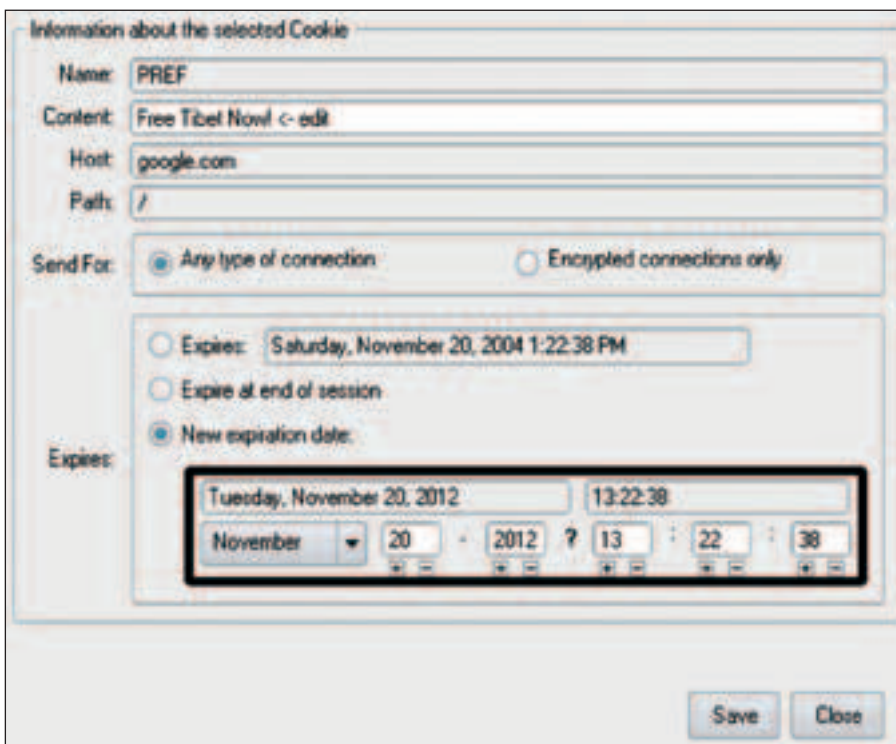 Information about the selected Cookie
Name: PREF
Content: Free Tibet Now! <- edit
Host: google.com
Path: /
Send For: Any type of connection Encrypted connections only
Expires: Saturday, November 20, 2004 1:22:38 PM
Expire at end of session
New expiration date:
Expires:
Tuesday, November 20, 2012 13:22:38
November 20 - 2012 ? 13 : 22 : 38
+ - + - + - + - + -
Save Close